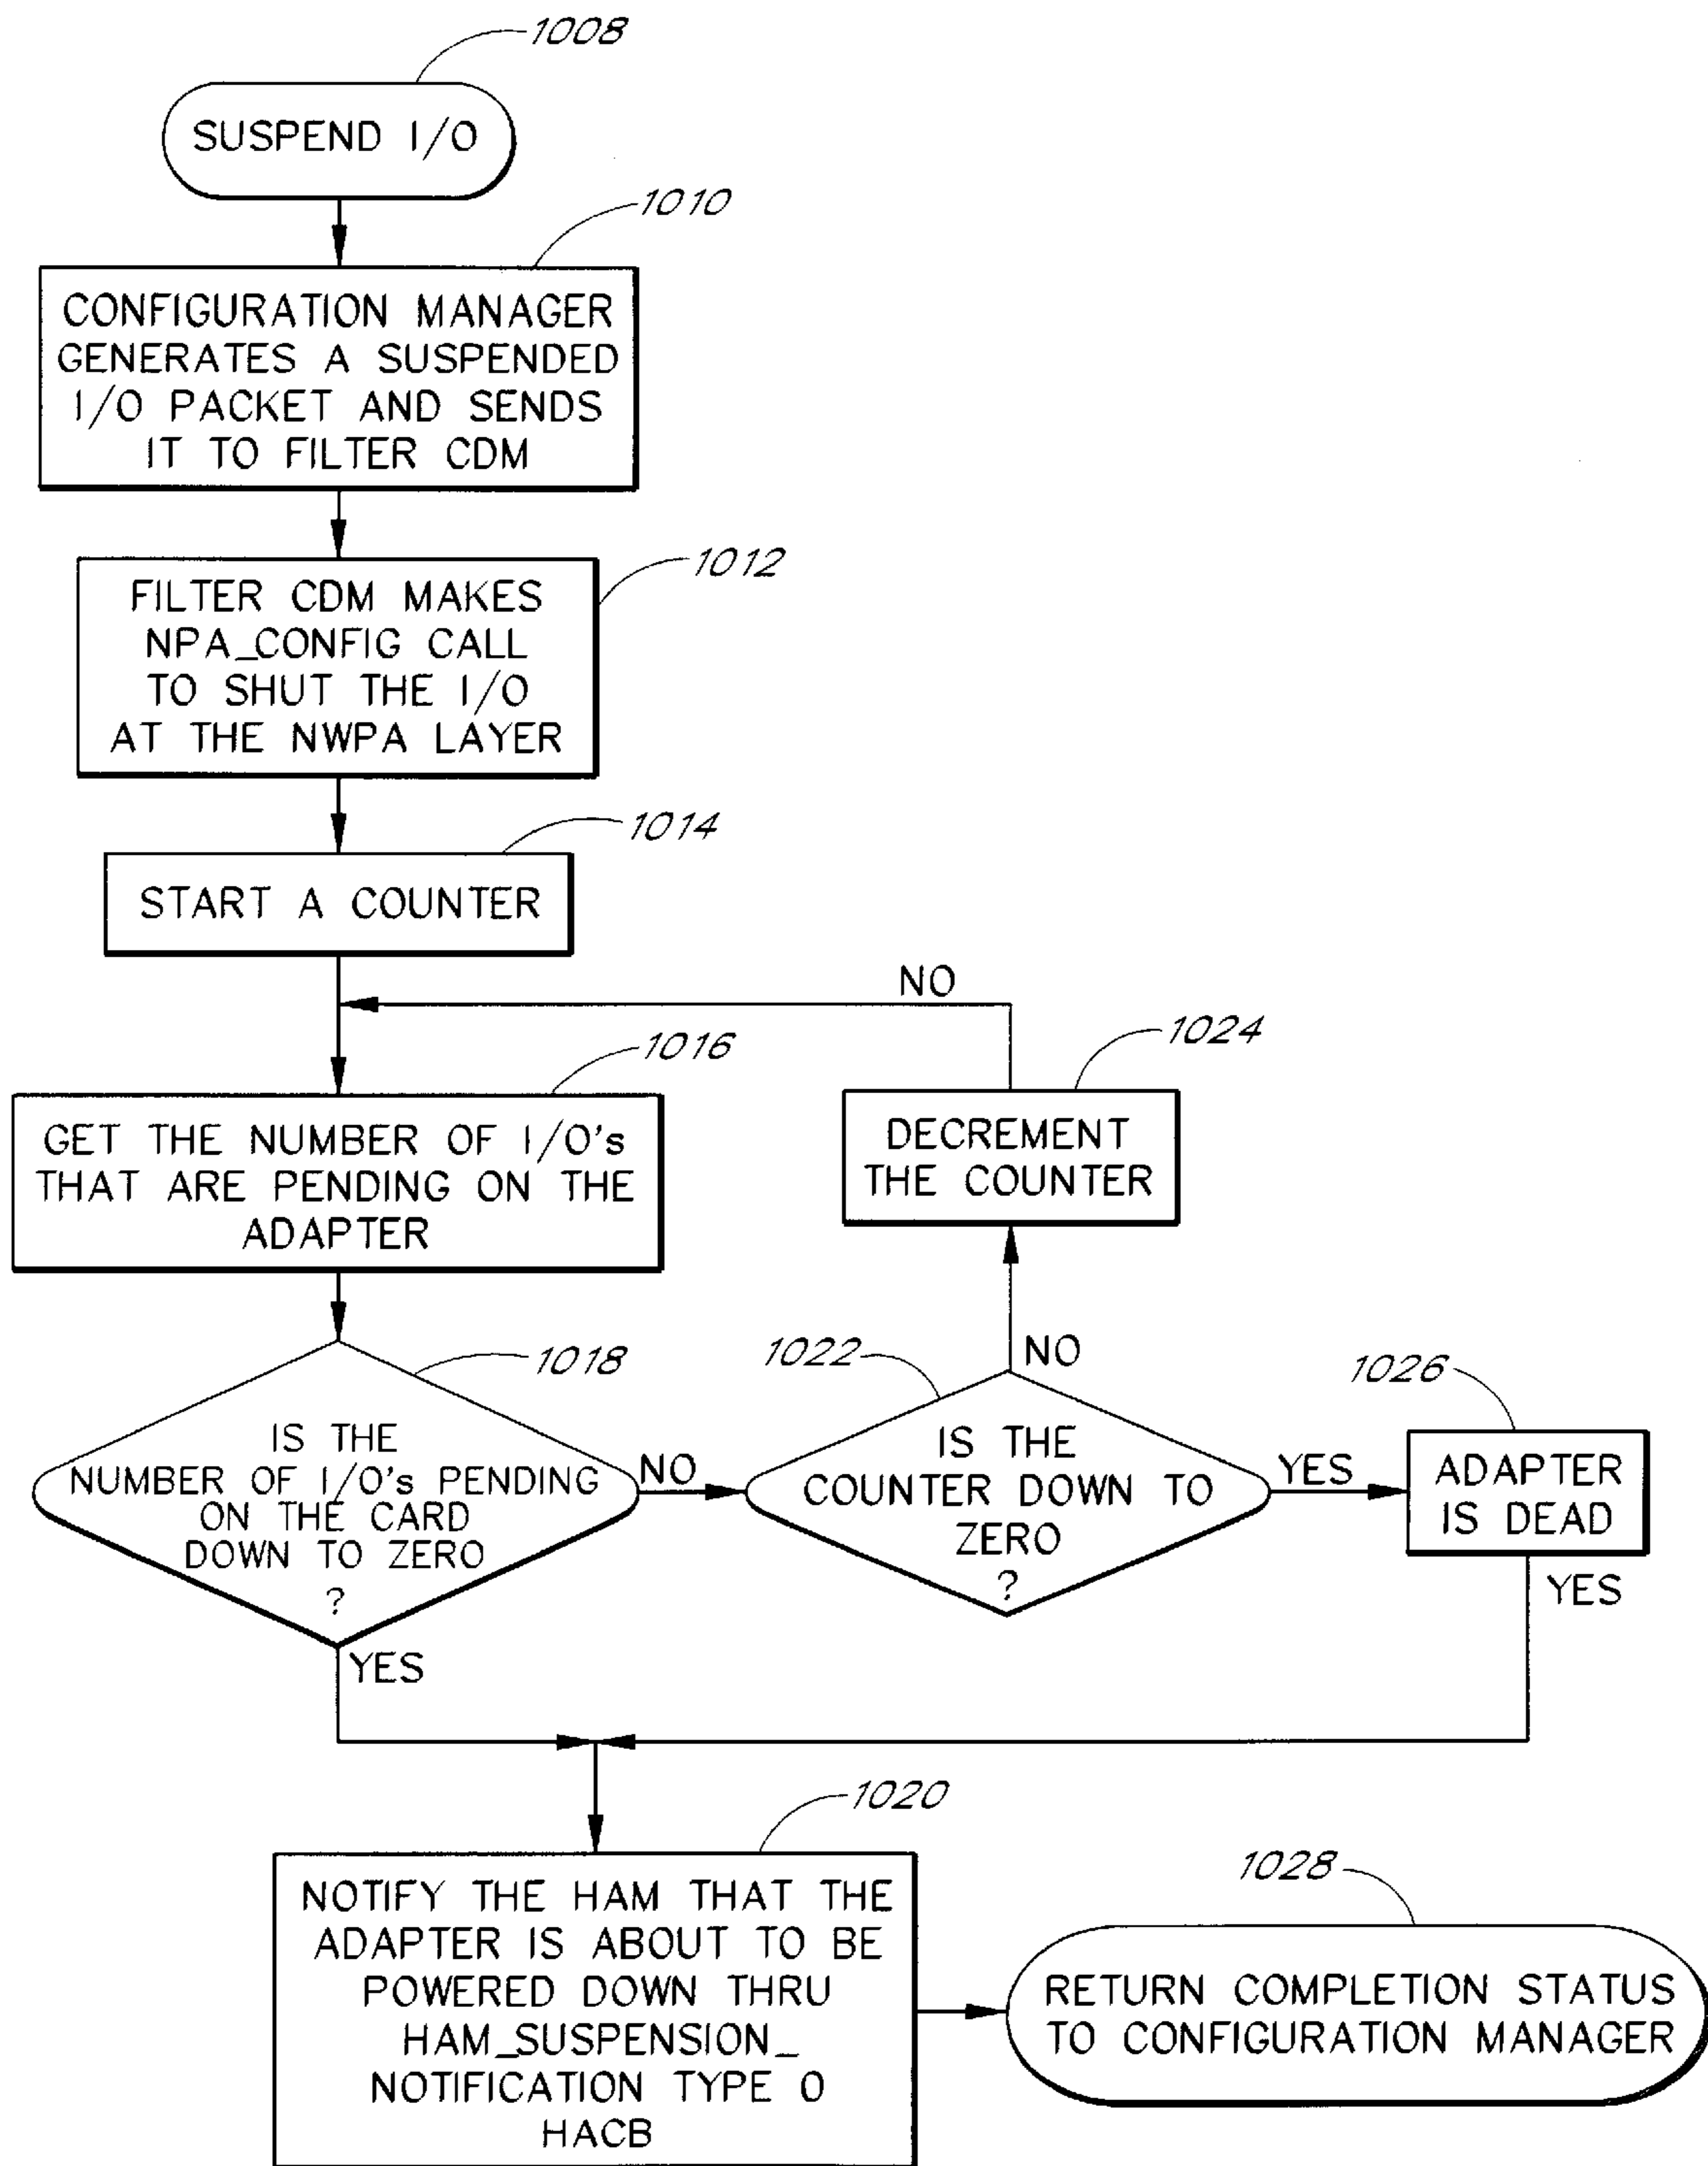 1008
SUSPEND I/O
1010
CONFIGURATION MANAGER
GENERATES A SUSPENDED
I/O PACKET AND SENDS
IT TO FILTER CDM
1012
FILTER CDM MAKES
NPA_CONFIG CALL
TO SHUT THE I/O
AT THE NWPA LAYER
1014
START A COUNTER
NO
1024
1016
GET THE NUMBER OF I/O's
THAT ARE PENDING ON THE
ADAPTER
DECREMENT
THE COUNTER
1018
IS THE
NUMBER OF I/O's PENDING
ON THE CARD
DOWN TO ZERO
?
NO
YES
1022
NO
IS THE
COUNTER DOWN TO
ZERO
?
YES
1026
ADAPTER
IS DEAD
YES
1020
NOTIFY THE HAM THAT THE
ADAPTER IS ABOUT TO BE
POWERED DOWN THRU
HAM_SUSPENSION_
NOTIFICATION TYPE 0
HACB
1028
RETURN COMPLETION STATUS
TO CONFIGURATION MANAGER